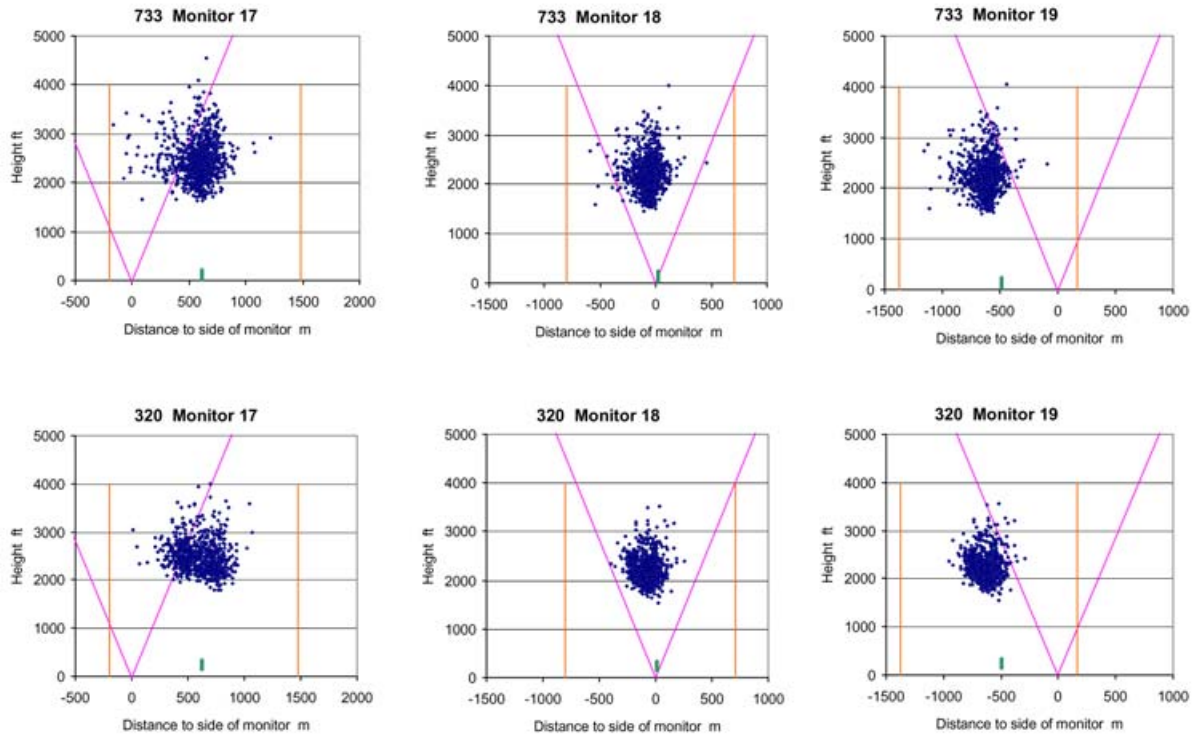 733 Monitor 17
5000
4000
3000
2000
1000
0
Height ft
-500 0 500 1000 1500 2000
Distance to side of monitor m
733 Monitor 18
5000
4000
3000
2000
1000
0
Height ft
-1500 -1000 -500 0 500 1000
Distance to side of monitor m
733 Monitor 19
5000
4000
3000
2000
1000
0
Height ft
-1500 -1000 -500 0 500 1000
Distance to side of monitor m
320 Monitor 17
5000
4000
3000
2000
1000
0
Height ft
-500 0 500 1000 1500 2000
Distance to side of monitor m
320 Monitor 18
5000
4000
3000
2000
1000
0
Height ft
-1500 -1000 -500 0 500 1000
Distance to side of monitor m
320 Monitor 19
5000
4000
3000
2000
1000
0
Height ft
-1500 -1000 -500 0 500 1000
Distance to side of monitor m